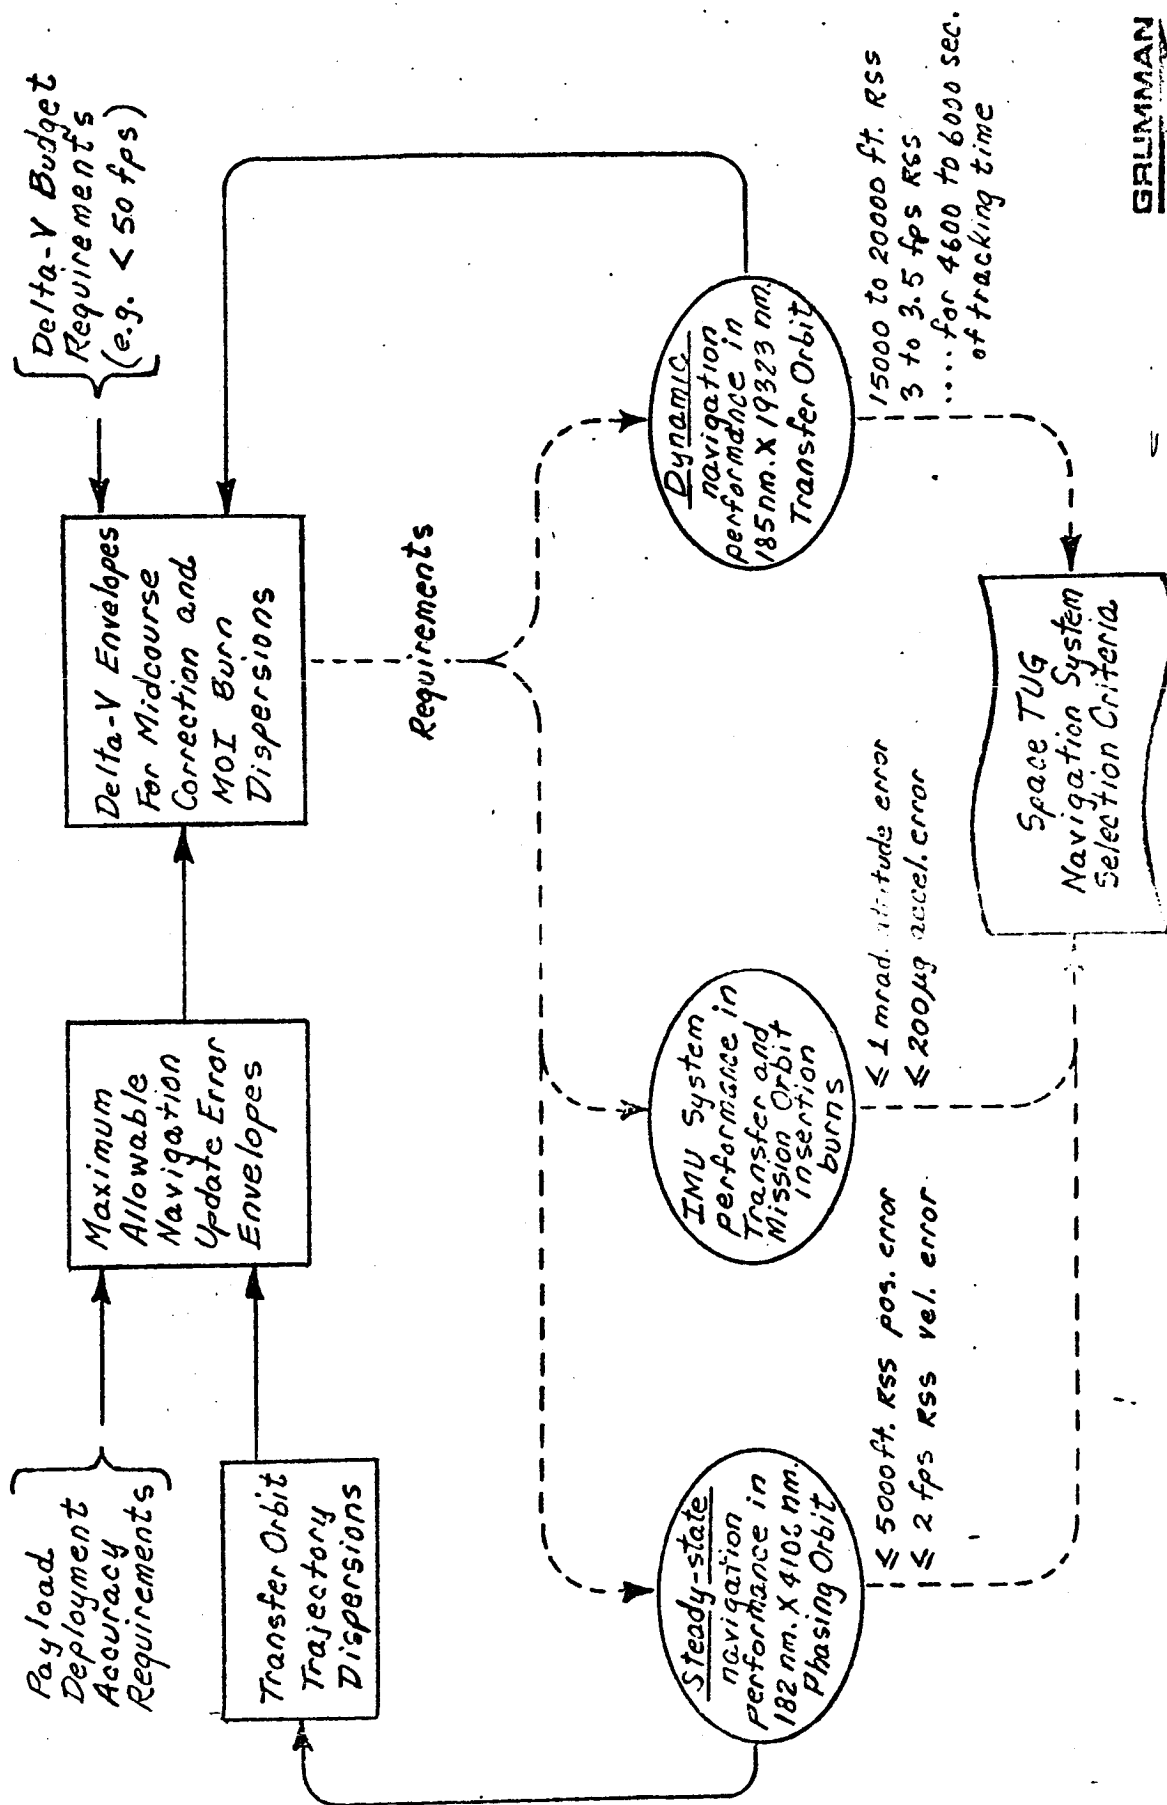 Payload
Deployment
Accuracy
Requirements
Maximum
Allowable
Navigation
Update Error
Envelopes
Delta-V Budget
Requirements
(e.g. < 50 fps)
Delta-V Envelopes
For Midcourse
Correction and
MOI Burn
Dispersions
Transfer Orbit
Trajectory
Dispersions
Requirements
Steady-state
navigation
performance in
182 nm. X 4106 nm.
Phasing Orbit
IMU System
performance in
Transfer and
Mission Orbit
insertion
burns
Dynamic
navigation
performance in
185 nm. X 19323 nm.
Transfer Orbit
≤ 5000 ft. RSS pos. error
≤ 2 fps RSS vel. error
≤ 1 mrad. attitude error
≤ 200 μg accel. error
15000 to 20000 ft. RSS
3 to 3.5 fps RSS
.... for 4600 to 6000 sec.
of tracking time
Space TUG
Navigation System
Selection Criteria
GRUMMAN